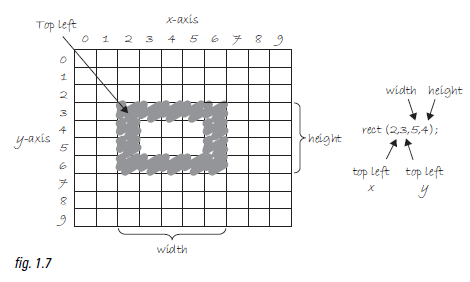 x-axis
Top left
0 1 2 3 4 5 6 7 8 9
0
1
2
3
4
5
6
7
8
9
y-axis
height
width
width height
rect (2,3,5,4);
top left top left
x y
fig. 1.7